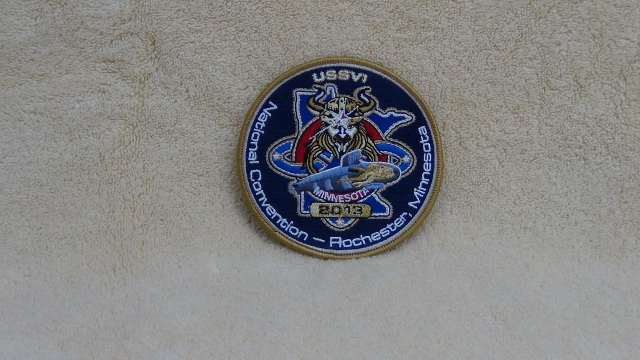 USSVI
National Convention – Rochester, Minnesota
MINNESOTA
2013